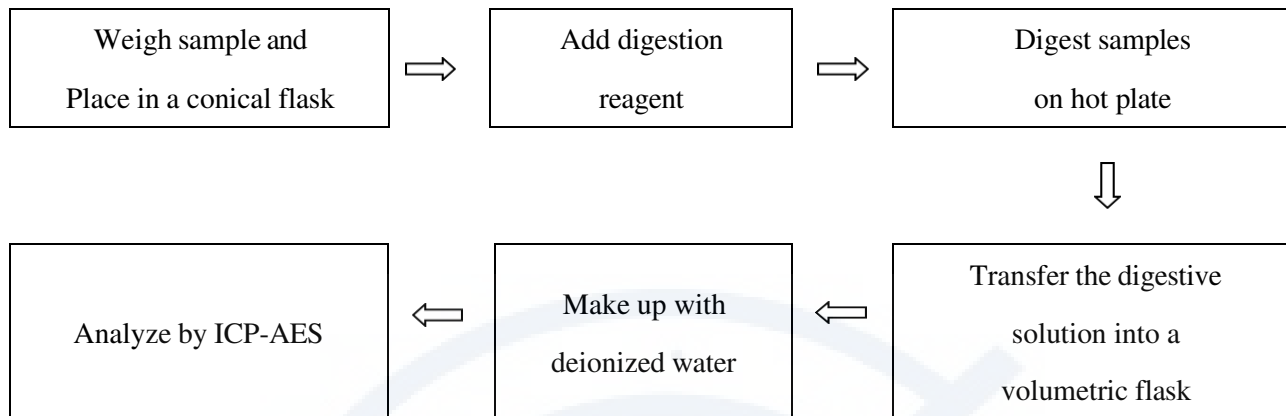 Weigh sample and
Place in a conical flask
Add digestion
reagent
Digest samples
on hot plate
Transfer the digestive
solution into a
volumetric flask
Make up with
deionized water
Analyze by ICP-AES